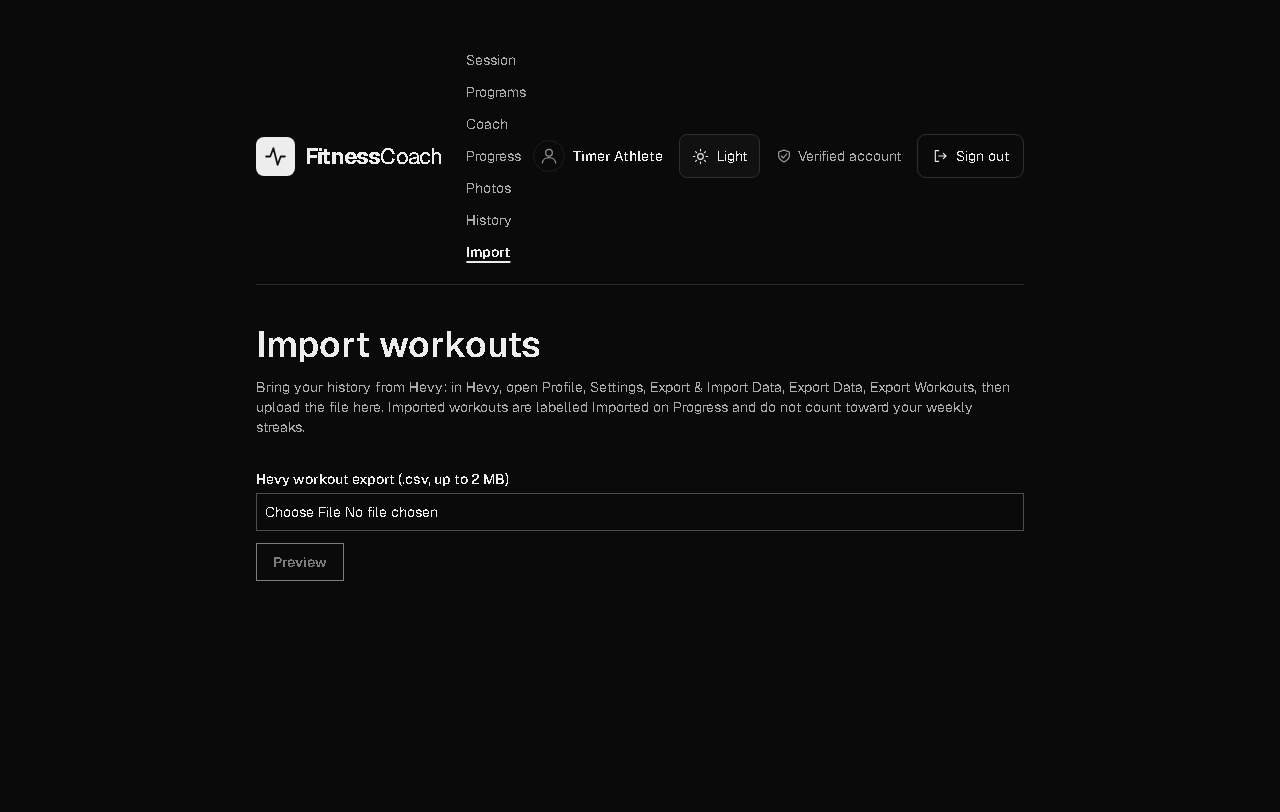 Session
Programs
Coach
FitnessCoach
Progress
Timer Athlete
Light
Verified account
Sign out
Photos
History
Import
Import workouts
Bring your history from Hevy: in Hevy, open Profile, Settings, Export & Import Data, Export Data, Export Workouts, then
upload the file here. Imported workouts are labelled Imported on Progress and do not count toward your weekly
streaks.
Hevy workout export (.csv, up to 2 MB)
Choose File No file chosen
Preview